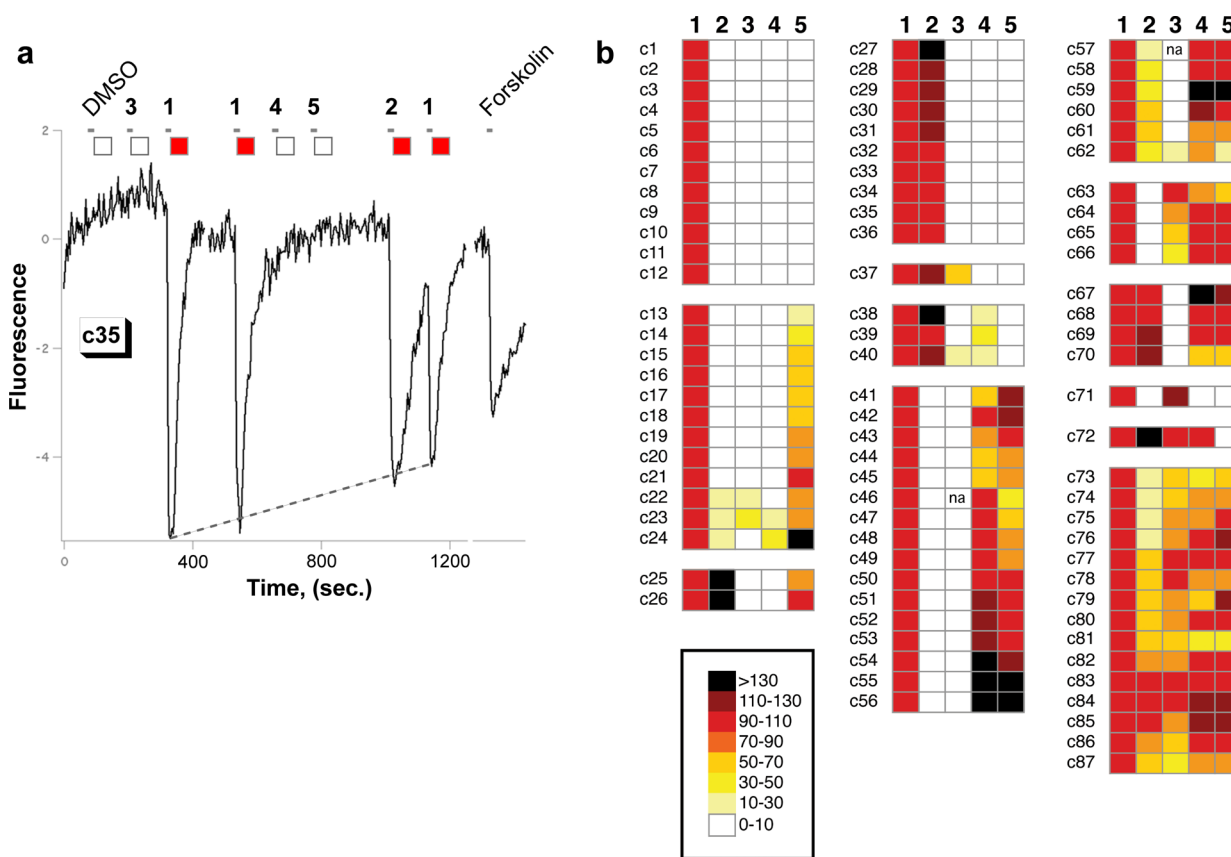 a
DMSO 3 1 1 4 5 2 1 Forskolin
2
0
-2
-4
Fluorescence
c35
0 400 800 1200
Time, (sec.)
b
1 2 3 4 5
c1
c2
c3
c4
c5
c6
c7
c8
c9
c10
c11
c12
c13
c14
c15
c16
c17
c18
c19
c20
c21
c22
c23
c24
c25
c26
>130
110-130
90-110
70-90
50-70
30-50
10-30
0-10
1 2 3 4 5
c27
c28
c29
c30
c31
c32
c33
c34
c35
c36
c37
c38
c39
c40
c41
c42
c43
c44
c45
c46 na
c47
c48
c49
c50
c51
c52
c53
c54
c55
c56
1 2 3 4 5
c57 na
c58
c59
c60
c61
c62
c63
c64
c65
c66
c67
c68
c69
c70
c71
c72
c73
c74
c75
c76
c77
c78
c79
c80
c81
c82
c83
c84
c85
c86
c87